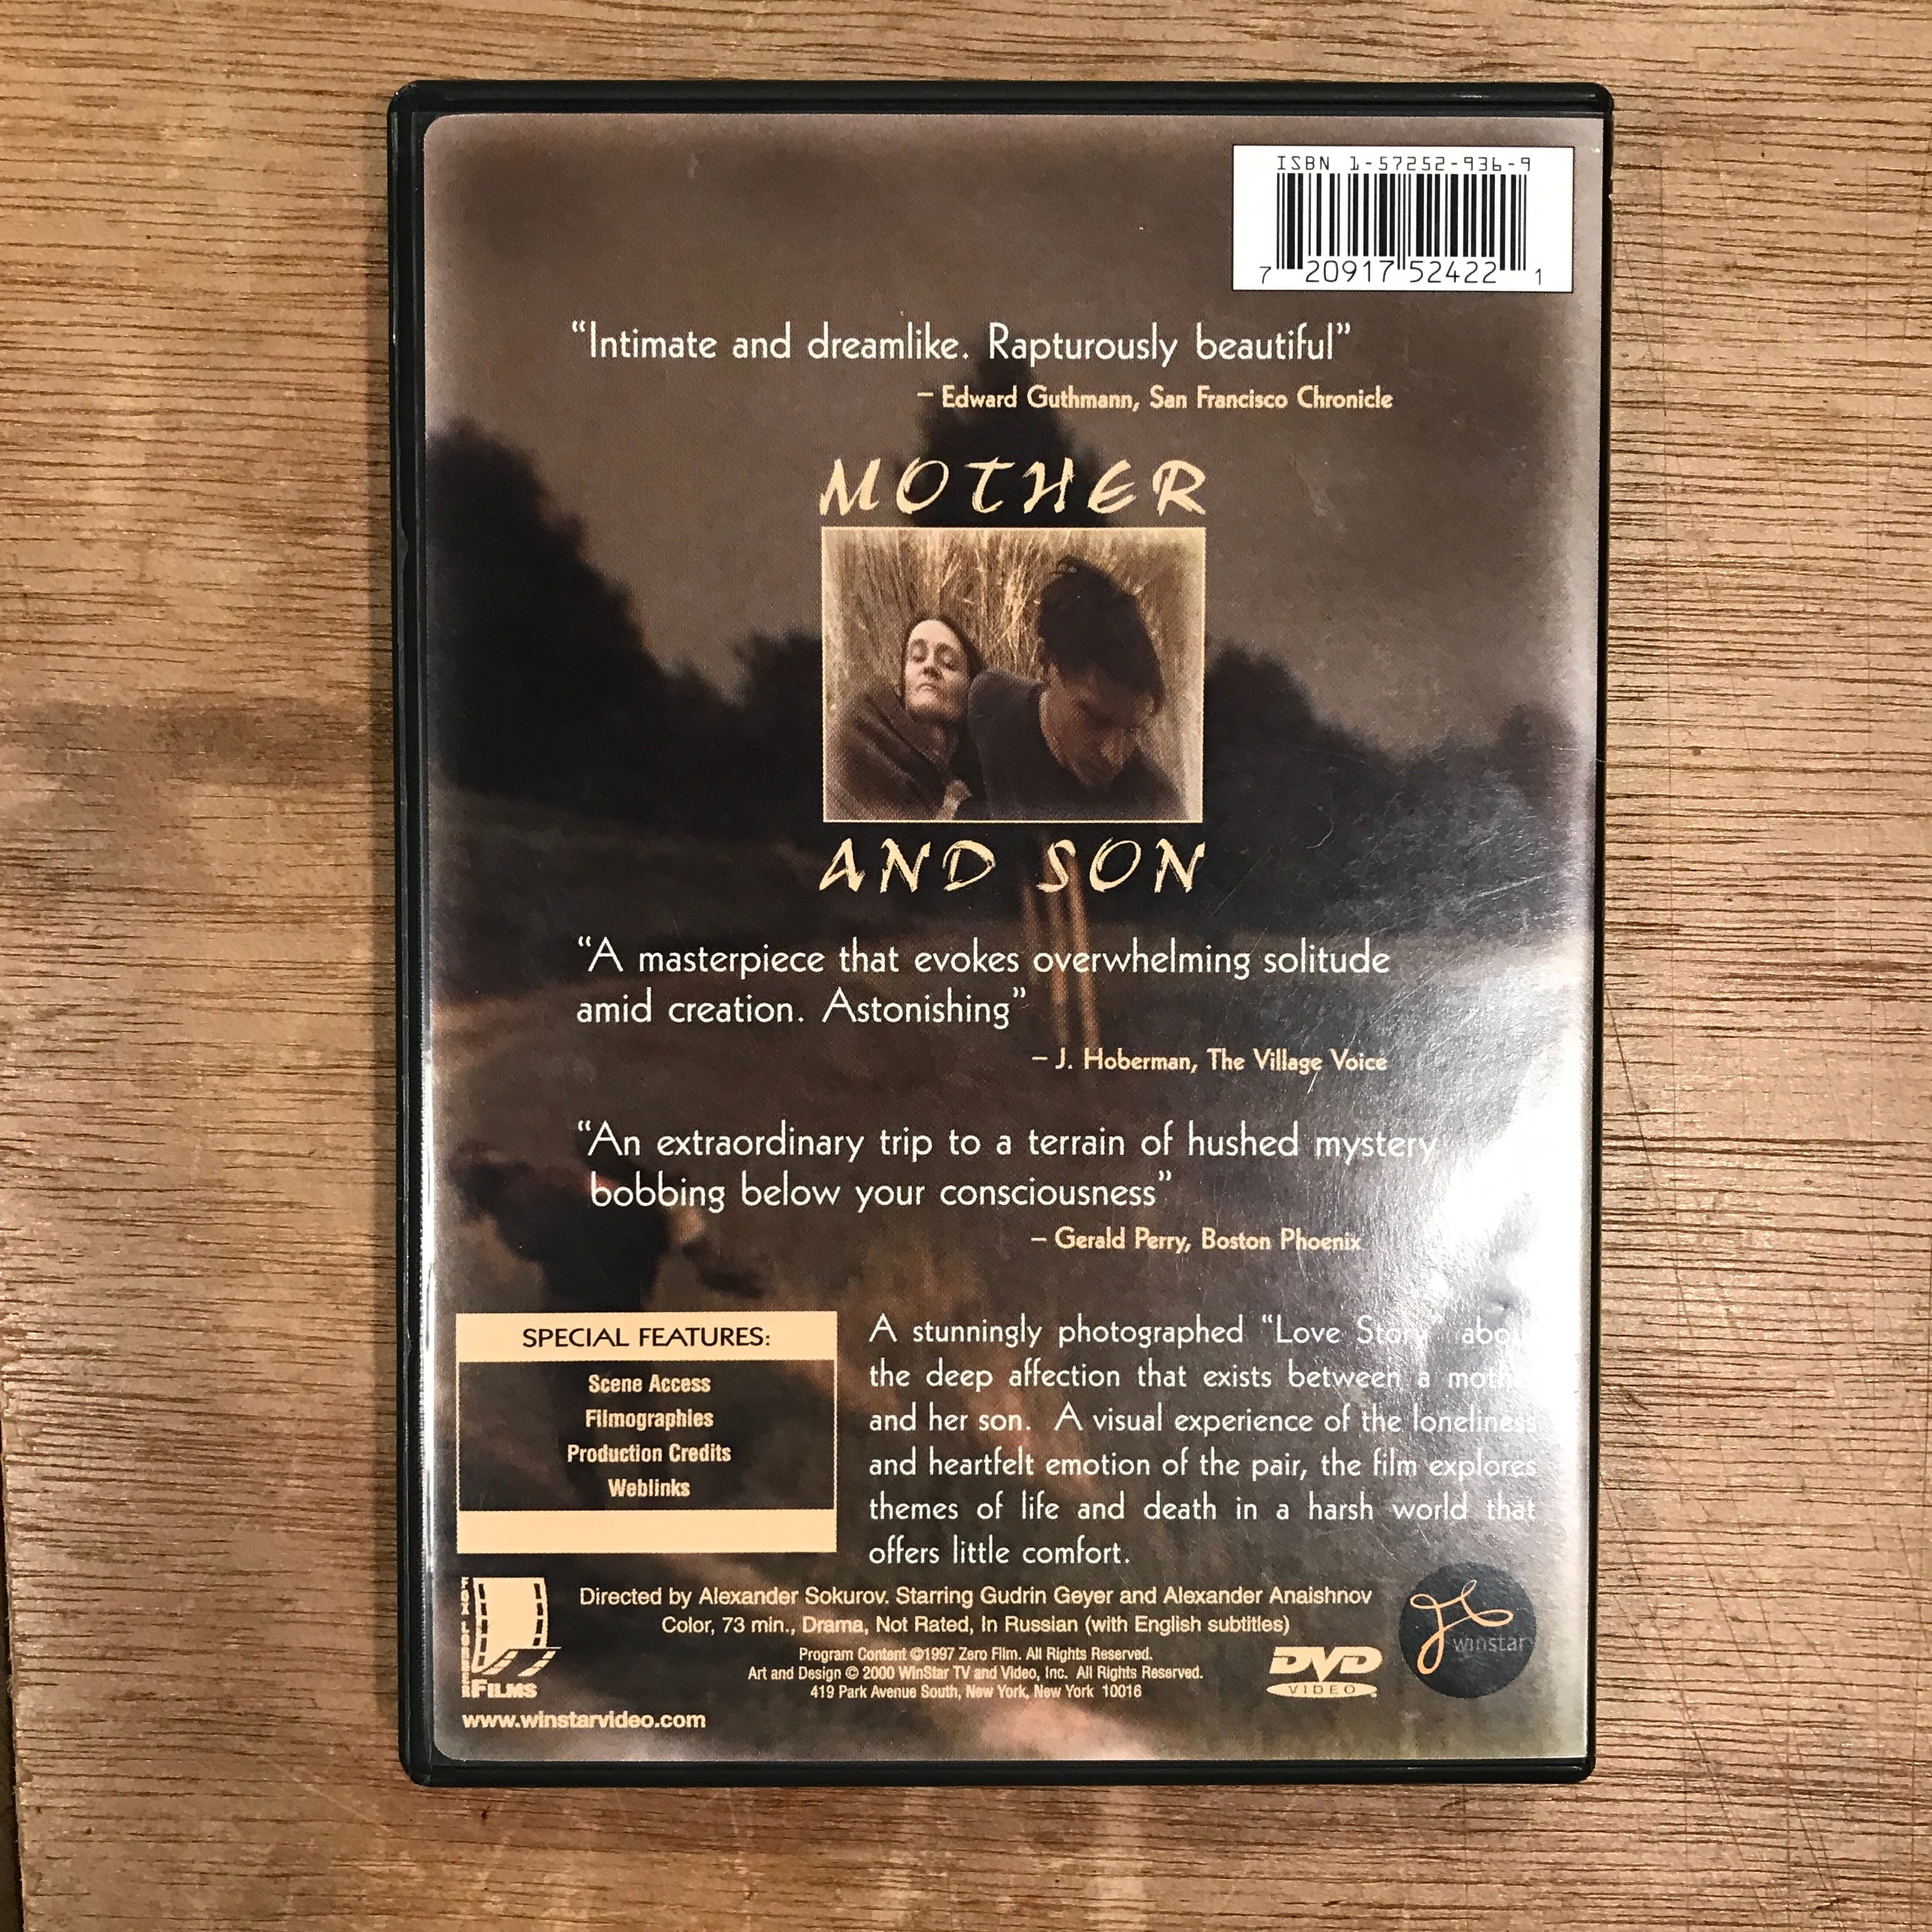 ISBN 1-57252-936-9
7 20917 52422 1
“Intimate and dreamlike. Rapturously beautiful”
– Edward Guthmann, San Francisco Chronicle
MOTHER
AND SON
“A masterpiece that evokes overwhelming solitude
amid creation. Astonishing”
– J. Hoberman, The Village Voice
“An extraordinary trip to a terrain of hushed mystery
bobbing below your consciousness”
– Gerald Perry, Boston Phoenix
SPECIAL FEATURES:
Scene Access
Filmographies
Production Credits
Weblinks
A stunningly photographed “Love Story” about
the deep affection that exists between a mother
and her son. A visual experience of the loneliness
and heartfelt emotion of the pair, the film explores
themes of life and death in a harsh world that
offers little comfort.
Directed by Alexander Sokurov. Starring Gudrin Geyer and Alexander Anaishnov
Color, 73 min., Drama, Not Rated, In Russian (with English subtitles)
Program Content ©1997 Zero Film. All Rights Reserved.
Art and Design © 2000 WinStar TV and Video, Inc. All Rights Reserved.
419 Park Avenue South, New York, New York 10016
FOX LORBER
FILMS
www.winstarvideo.com
DVD
VIDEO
winstar